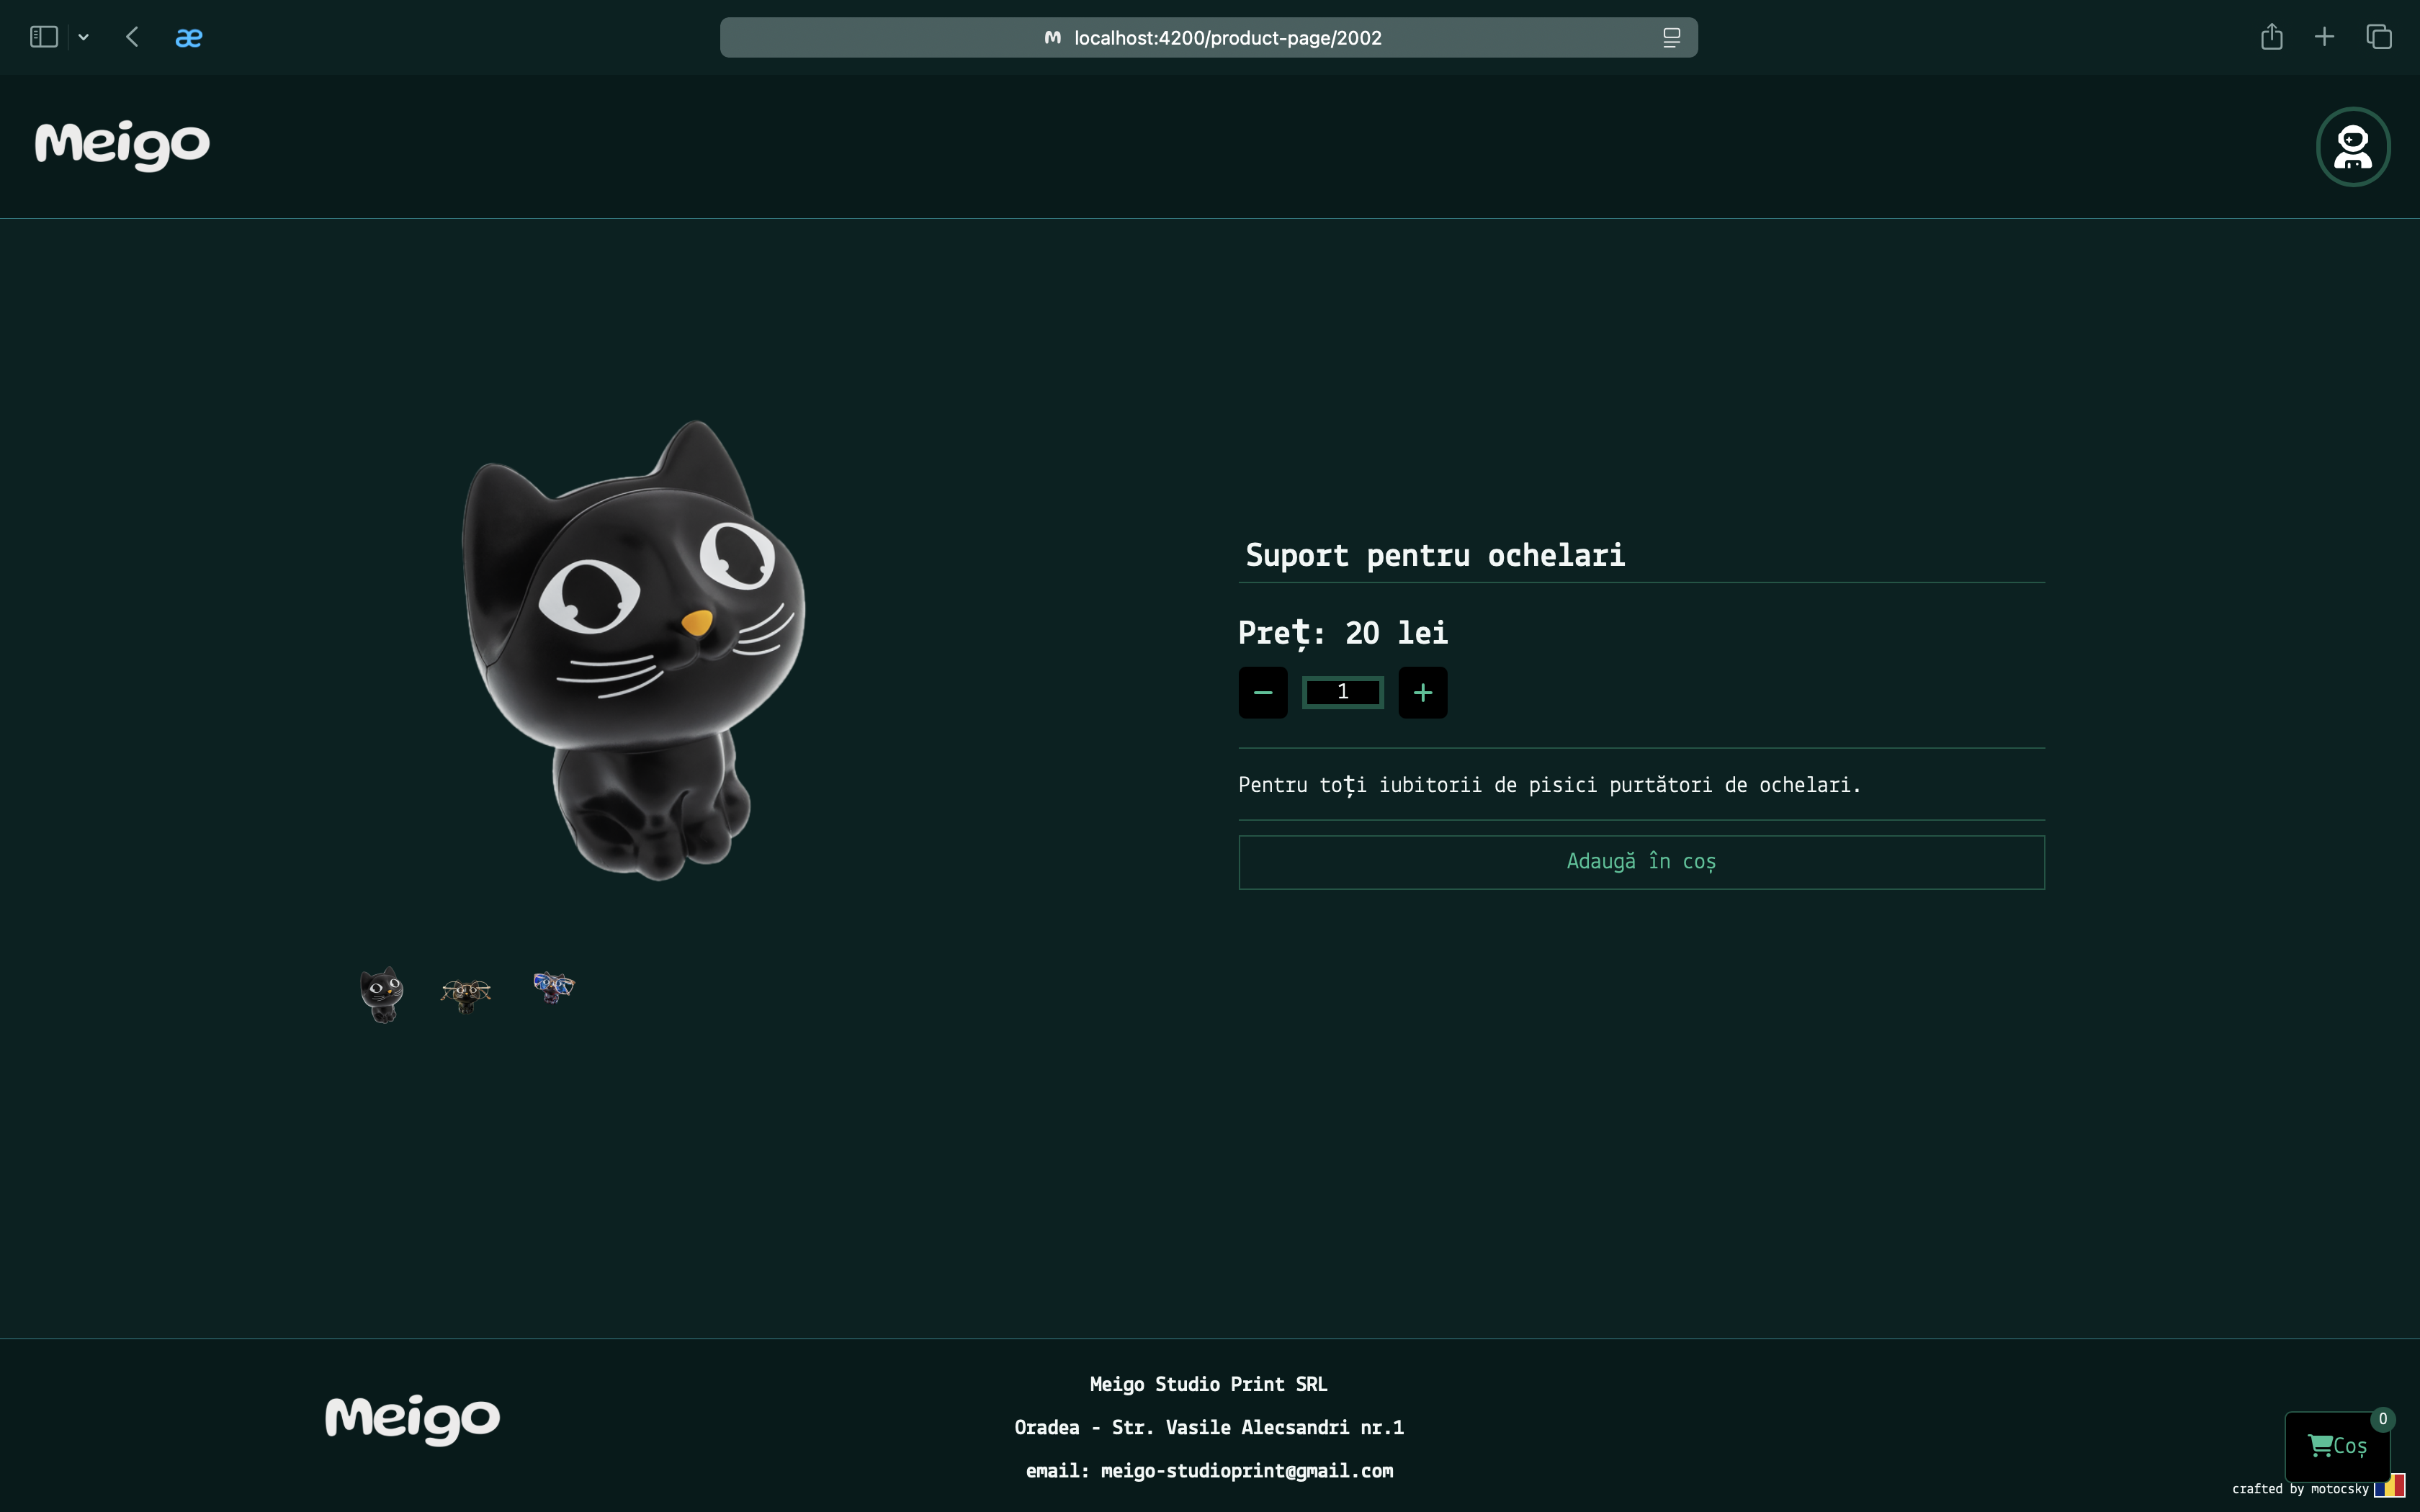 æ
localhost:4200/product-page/2002
Meigo
Suport pentru ochelari
Preț: 20 lei
1
Pentru toți iubitorii de pisici purtători de ochelari.
Adaugă în coș
Meigo
Meigo Studio Print SRL
Oradea - Str. Vasile Alecsandri nr.1
email: meigo-studioprint@gmail.com
0
Coș
crafted by motocsky